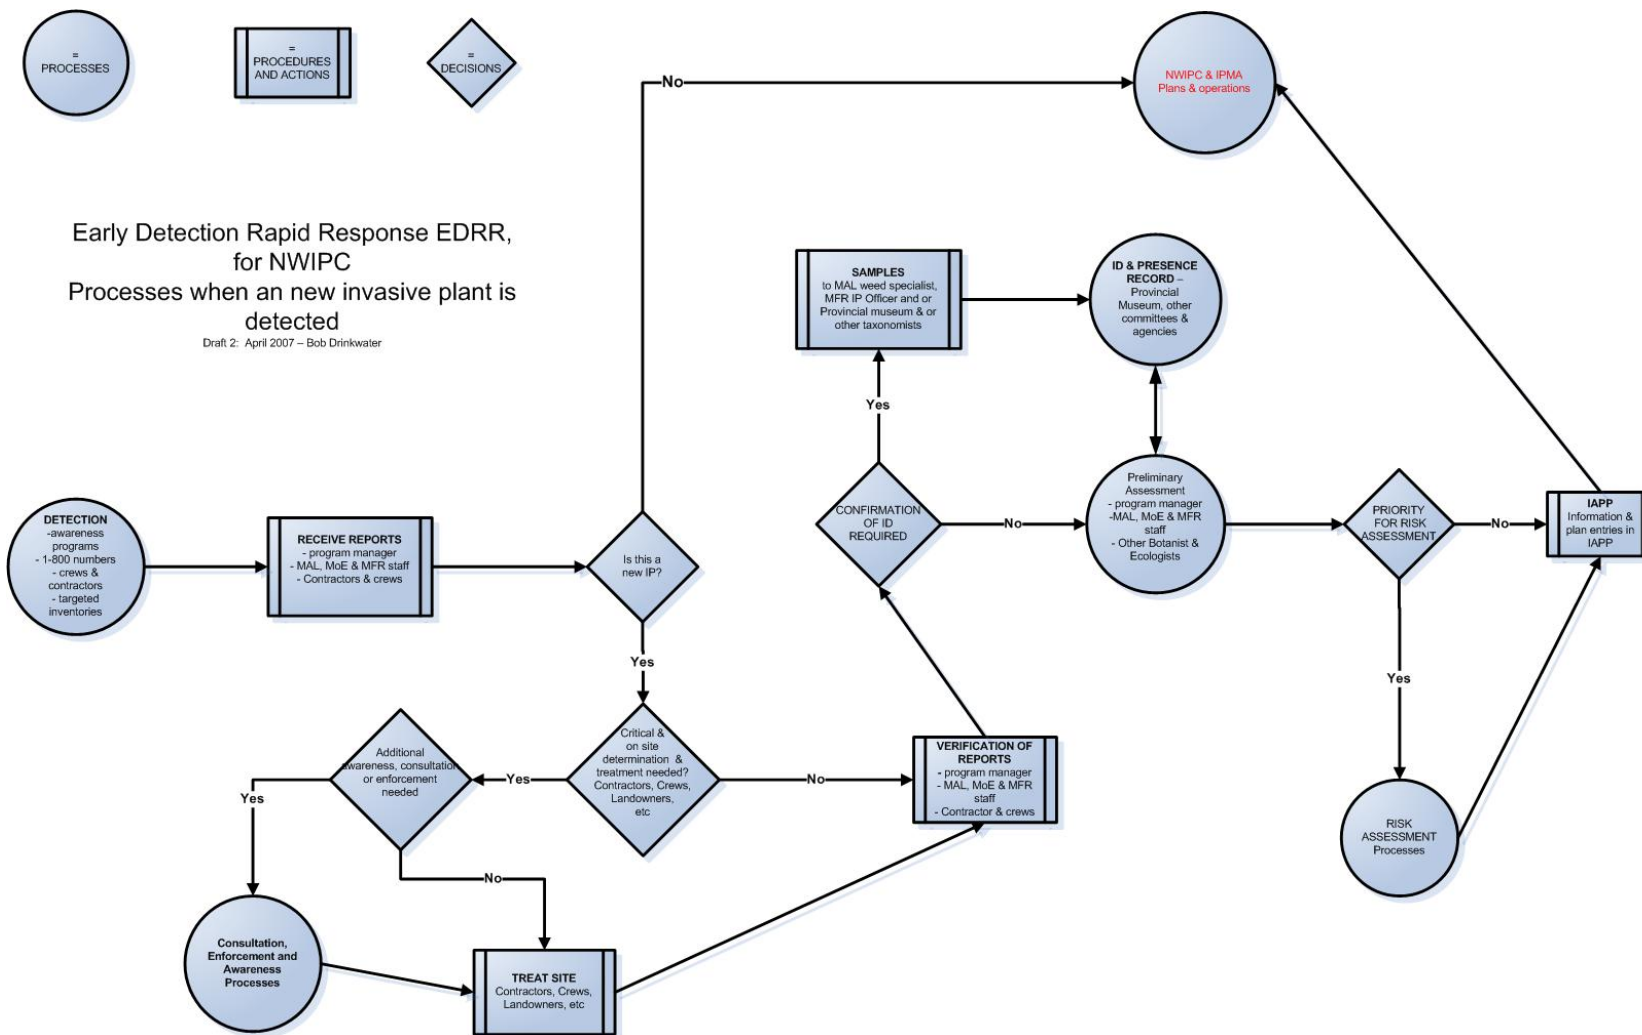 =
PROCESSES
=
PROCEDURES
AND ACTIONS
=
DECISIONS
No
NWIPC & IPMA
Plans & operations
Early Detection Rapid Response EDRR,
for NWIPC
Processes when an new invasive plant is
detected
Draft 2: April 2007 – Bob Drinkwater
SAMPLES
to MAL weed specialist,
MFR IP Officer and or
Provincial museum & or
other taxonomists
ID & PRESENCE
RECORD –
Provincial
Museum, other
committees &
agencies
Yes
DETECTION
-awareness
programs
- 1-800 numbers
- crews &
contractors
- targeted
inventories
RECEIVE REPORTS
- program manager
- MAL, MoE & MFR staff
- Contractors & crews
Is this a
new IP?
CONFIRMATION
OF ID
REQUIRED
No
Preliminary
Assessment
- program manager
-MAL, MoE & MFR
staff
- Other Botanist &
Ecologists
PRIORITY
FOR RISK
ASSESSMENT
No
IAPP
Information &
plan entries in
IAPP
Yes
Yes
Additional
awareness, consultation
or enforcement
needed
Yes
Yes
Critical &
on site
determination &
treatment needed?
Contractors, Crews,
Landowners,
etc
No
VERIFICATION OF
REPORTS
- program manager
- MAL, MoE & MFR
staff
- Contractor & crews
RISK
ASSESSMENT
Processes
No
Consultation,
Enforcement and
Awareness
Processes
TREAT SITE
Contractors, Crews,
Landowners, etc